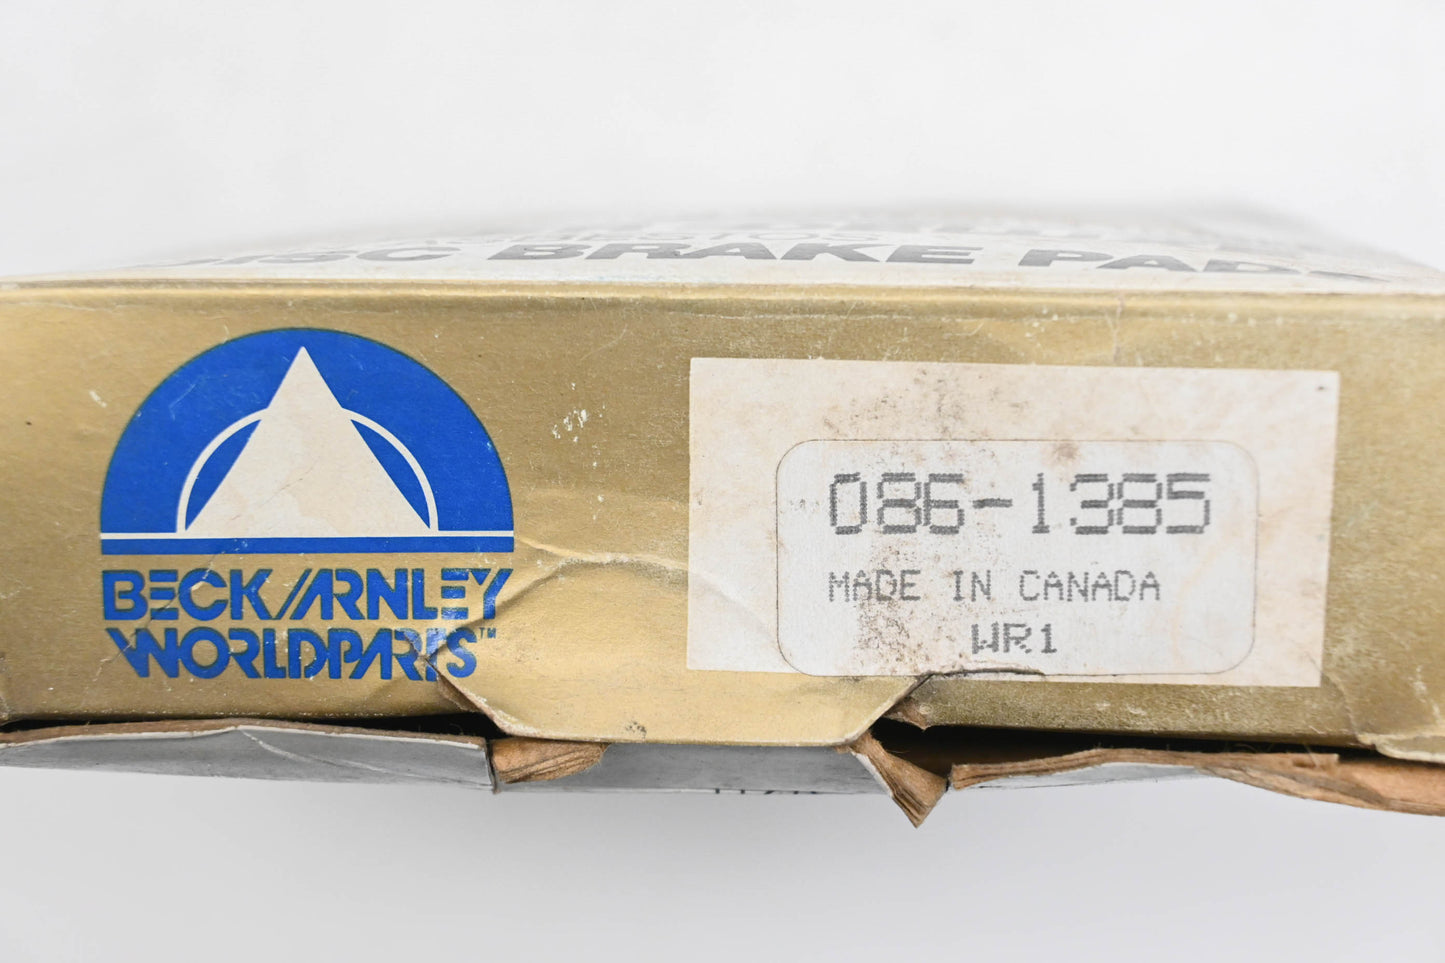 DISC BRAKE PADS
BECK/ARNLEY
WORLDPARTS™
086-1385
MADE IN CANADA
WR1